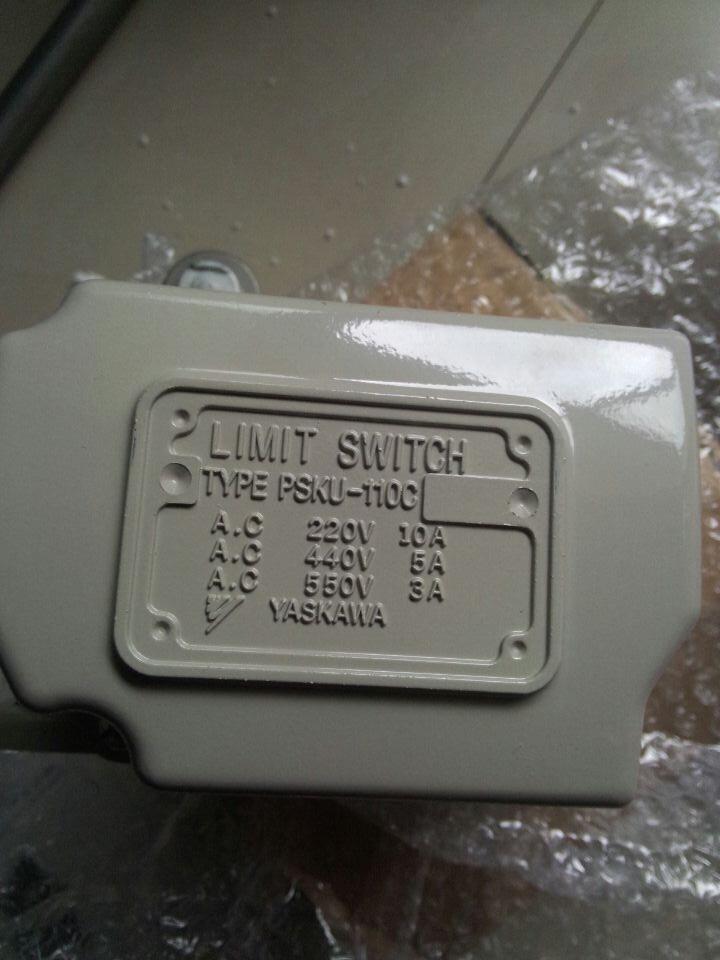 LIMIT SWITCH
TYPE PSKU-110C
A.C 220V 10A
A.C 440V 5A
A.C 550V 3A
YASKAWA